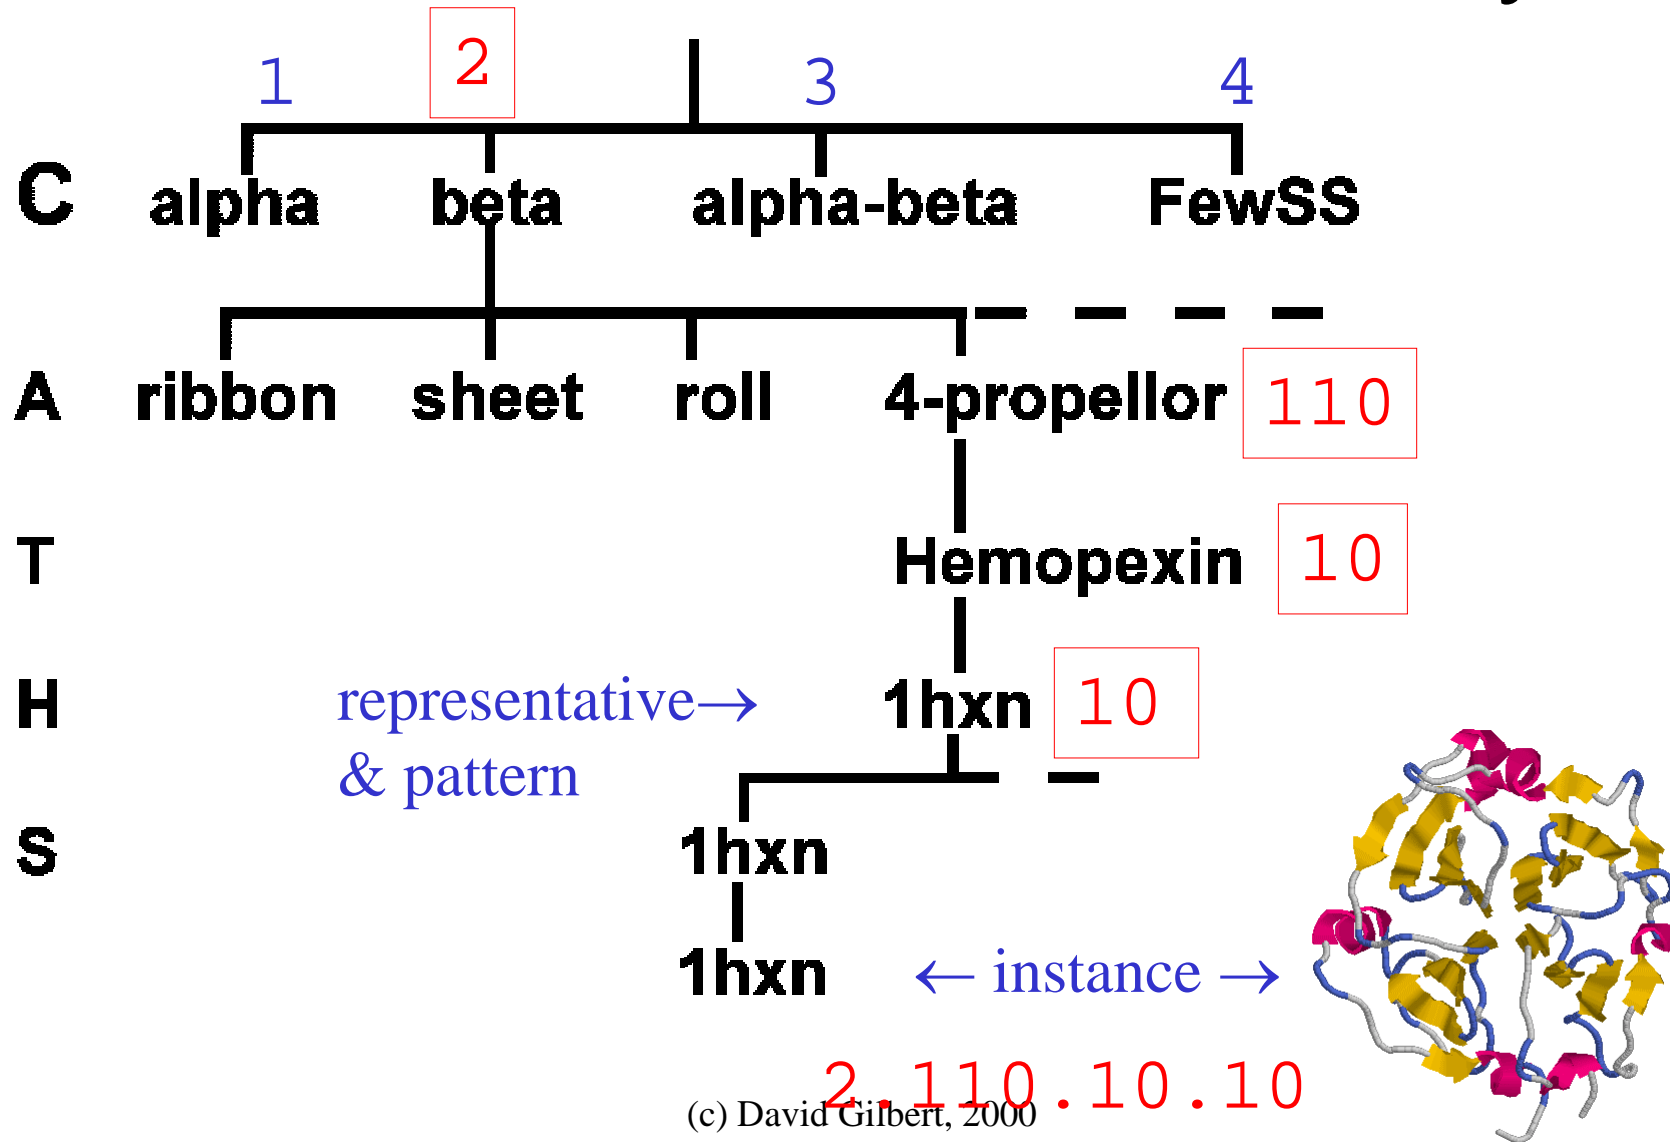 1 2 3 4
C alpha beta alpha-beta FewSS
A ribbon sheet roll 4-propellor 110
T Hemopexin 10
H representative→ 1hxn 10
& pattern
S 1hxn
1hxn ← instance →
2.110.10.10
(c) David Gilbert, 2000